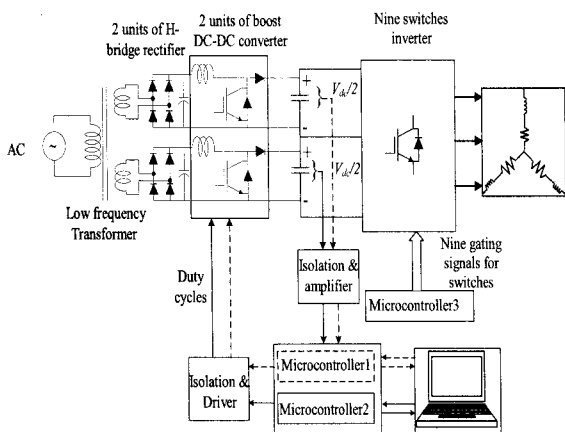 2 units of H-
bridge rectifier
2 units of boost
DC-DC converter
Nine switches
inverter
AC
~
+
-
Vdc/2
+
-
Vdc/2
Low frequency
Transformer
Duty
cycles
Isolation &
amplifier
Nine gating
signals for
switches
Microcontroller3
Isolation &
Driver
Microcontroller1
Microcontroller2